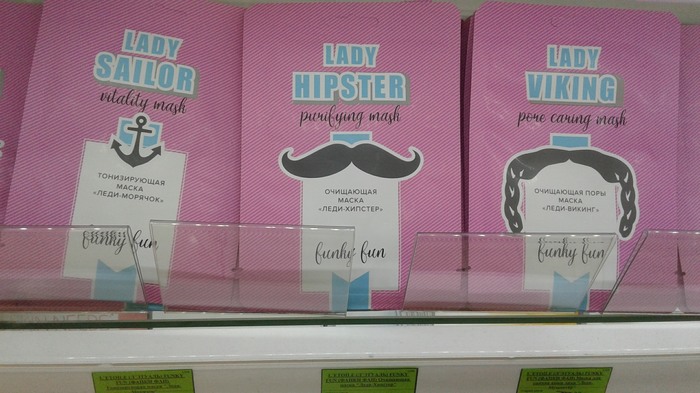 LADY
SAILOR
vitality mask
ТОНИЗИРУЮЩАЯ
МАСКА
«ЛЕДИ-МОРЯЧОК»
funky fun
LADY
HIPSTER
purifying mask
ОЧИЩАЮЩАЯ
МАСКА
«ЛЕДИ-ХИПСТЕР»
funky fun
LADY
VIKING
pore caring mask
ОЧИЩАЮЩАЯ ПОРЫ
МАСКА
«ЛЕДИ-ВИКИНГ»
funky fun